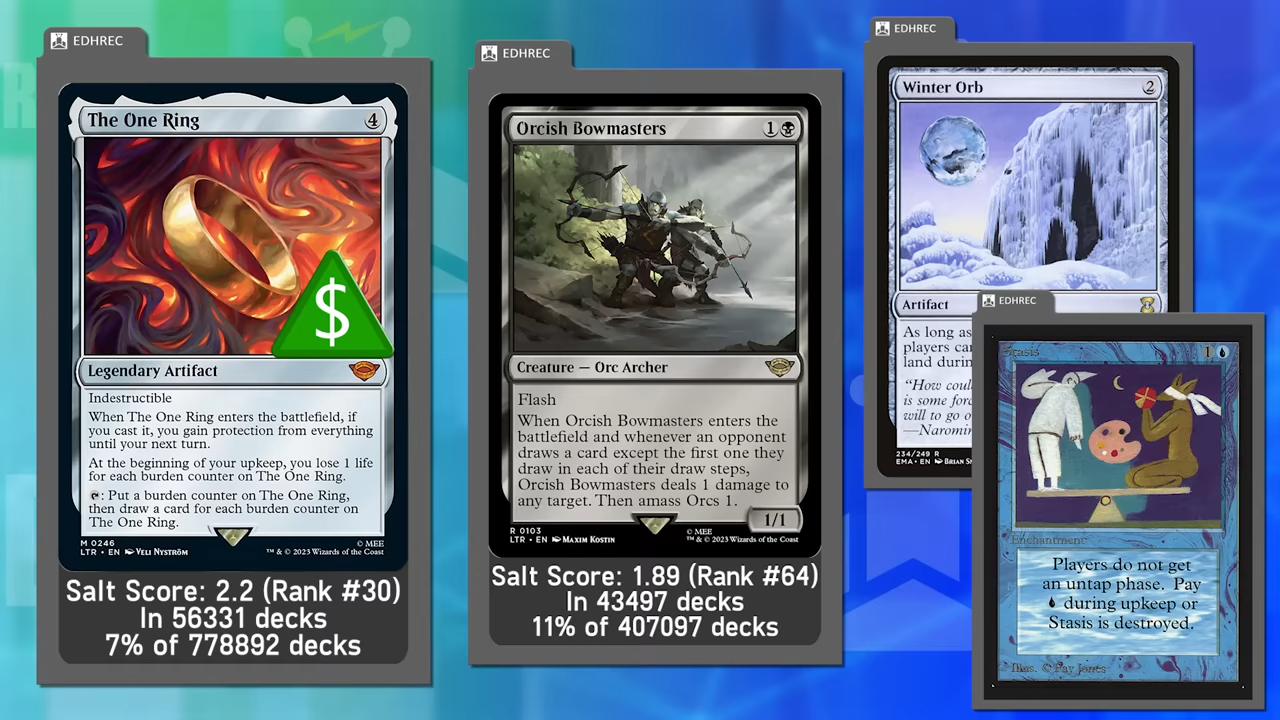 EDHREC
The One Ring 4
$
Legendary Artifact
Indestructible
When The One Ring enters the battlefield, if
you cast it, you gain protection from everything
until your next turn.
At the beginning of your upkeep, you lose 1 life
for each burden counter on The One Ring.
: Put a burden counter on The One Ring,
then draw a card for each burden counter on
The One Ring.
M 0246
LTR • EN VELI NYSTRÖM
© MEE
™ & © 2023 Wizards of the Coast
Salt Score: 2.2 (Rank #30)
In 56331 decks
7% of 778892 decks
EDHREC
Orcish Bowmasters 1
Creature — Orc Archer
Flash
When Orcish Bowmasters enters the
battlefield and whenever an opponent
draws a card except the first one they
draw in each of their draw steps,
Orcish Bowmasters deals 1 damage to
any target. Then amass Orcs 1.
1/1
R 0103
LTR • EN MAXIM KOSTIN
© MEE
™ & © 2023 Wizards of the Coast
Salt Score: 1.89 (Rank #64)
In 43497 decks
11% of 407097 decks
EDHREC
Winter Orb 2
Artifact
As long as
players can
land durin
"How coul
is some for
will to go o
—Naromin
234/249 R
EMA • EN BRIAN SN
EDHREC
Stasis 1
Enchantment
Players do not get
an untap phase. Pay
during upkeep or
Stasis is destroyed.
Illus. © Fay Jones